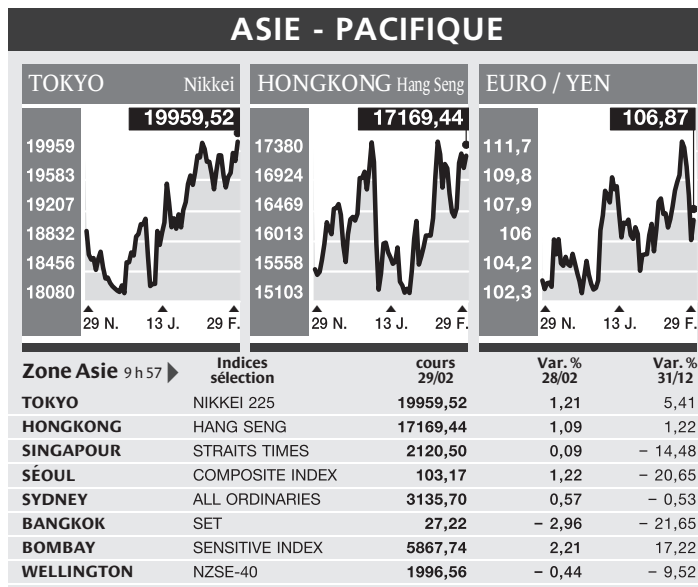 ASIE - PACIFIQUE
TOKYO Nikkei
19959,52
19959
19583
19207
18832
18456
18080
29 N. 13 J. 29 F.
HONGKONG Hang Seng
17169,44
17380
16924
16469
16013
15558
15103
29 N. 13 J. 29 F.
EURO / YEN
106,87
111,7
109,8
107,9
106
104,2
102,3
29 N. 13 J. 29 F.
Zone Asie 9 h 57 Indices sélection cours 29/02 Var. % 28/02 Var. % 31/12
TOKYO NIKKEI 225 19959,52 1,21 5,41
HONGKONG HANG SENG 17169,44 1,09 1,22
SINGAPOUR STRAITS TIMES 2120,50 0,09 – 14,48
SÉOUL COMPOSITE INDEX 103,17 1,22 – 20,65
SYDNEY ALL ORDINARIES 3135,70 0,57 – 0,53
BANGKOK SET 27,22 – 2,96 – 21,65
BOMBAY SENSITIVE INDEX 5867,74 2,21 17,22
WELLINGTON NZSE-40 1996,56 – 0,44 – 9,52